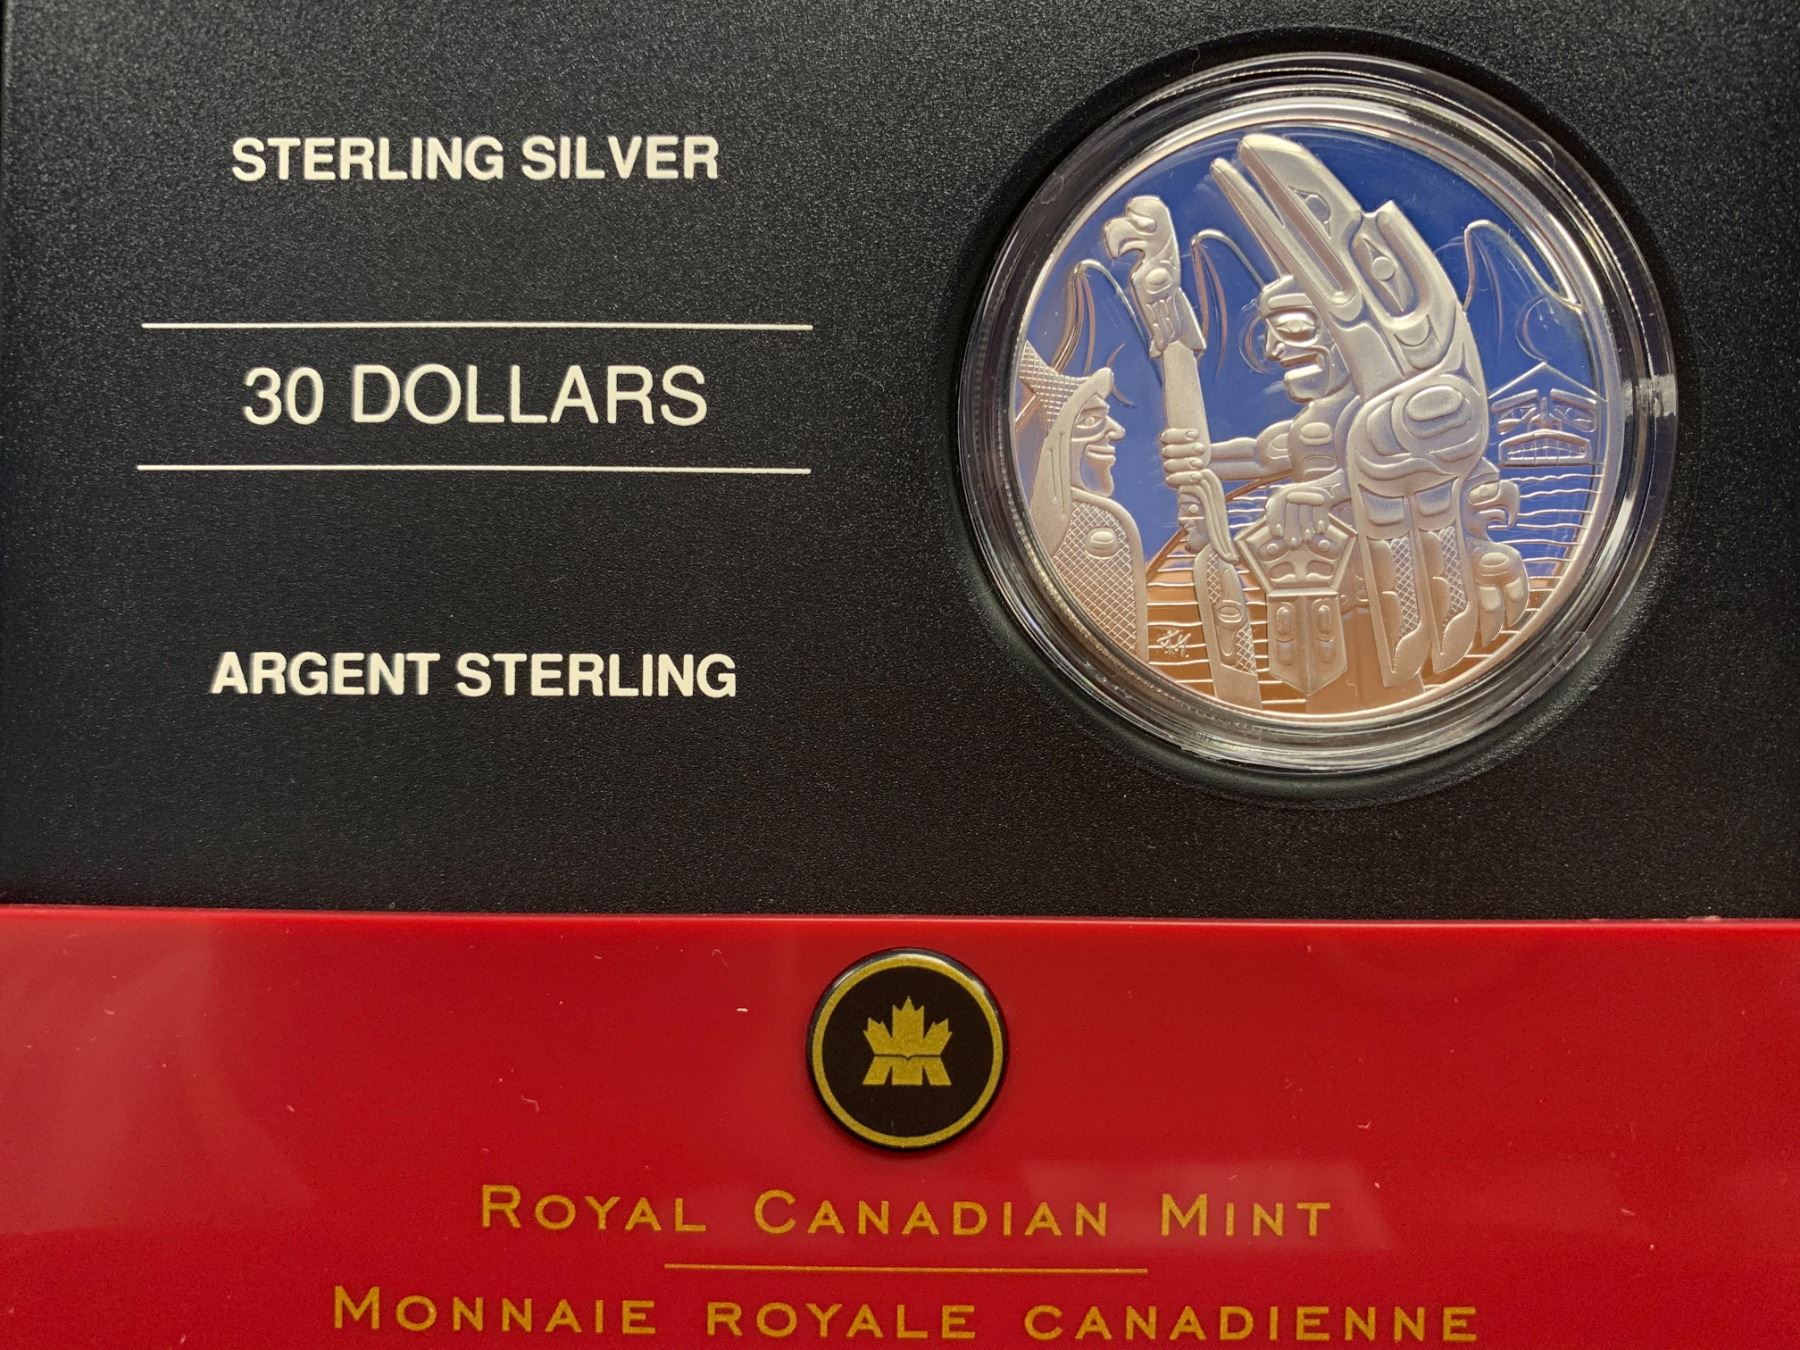 STERLING SILVER
30 DOLLARS
ARGENT STERLING
ROYAL CANADIAN MINT
MONNAIE ROYALE CANADIENNE